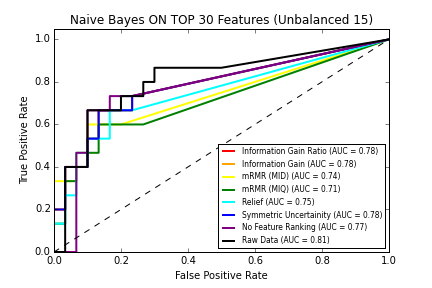 Naive Bayes ON TOP 30 Features (Unbalanced 15)
1.0
0.8
0.6
0.4
0.2
0.0
True Positive Rate
Information Gain Ratio (AUC = 0.78)
Information Gain (AUC = 0.78)
mRMR (MID) (AUC = 0.74)
mRMR (MIQ) (AUC = 0.71)
Relief (AUC = 0.75)
Symmetric Uncertainity (AUC = 0.78)
No Feature Ranking (AUC = 0.77)
Raw Data (AUC = 0.81)
0.0 0.2 0.4 0.6 0.8 1.0
False Positive Rate